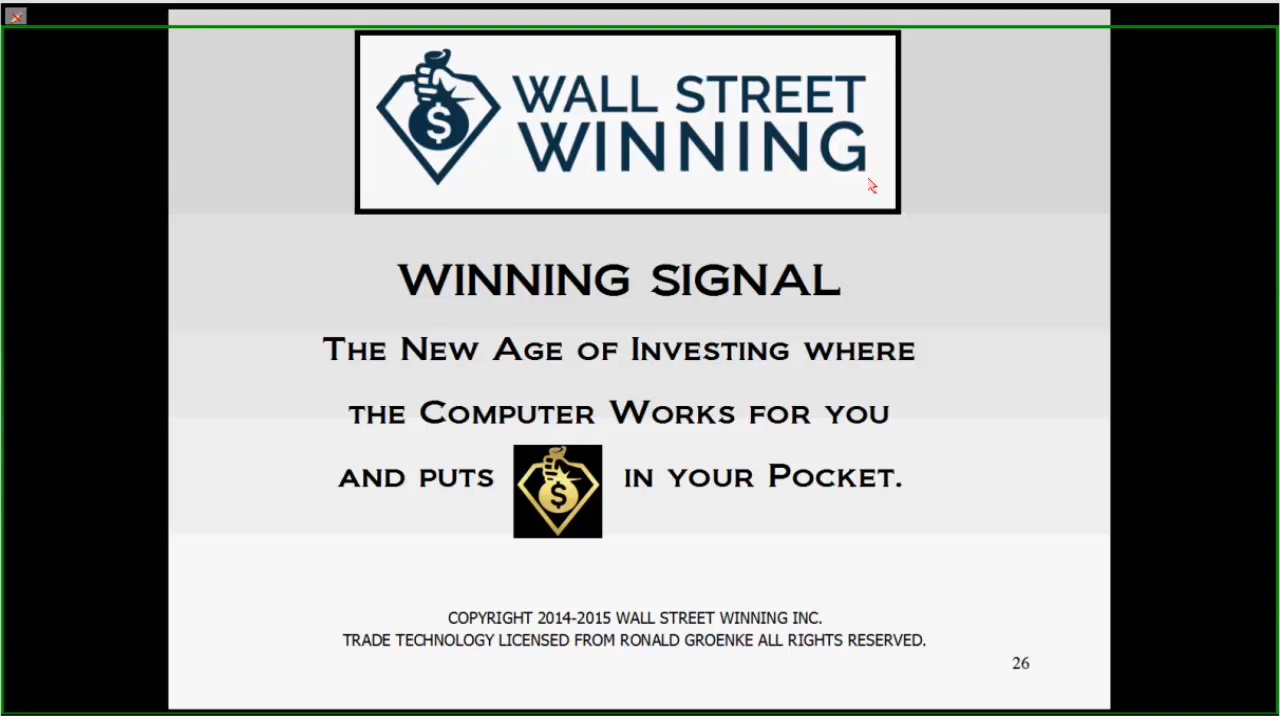 WALL STREET
WINNING
WINNING SIGNAL
THE NEW AGE OF INVESTING WHERE
THE COMPUTER WORKS FOR YOU
AND PUTS $ IN YOUR POCKET.
COPYRIGHT 2014-2015 WALL STREET WINNING INC.
TRADE TECHNOLOGY LICENSED FROM RONALD GROENKE ALL RIGHTS RESERVED.
26